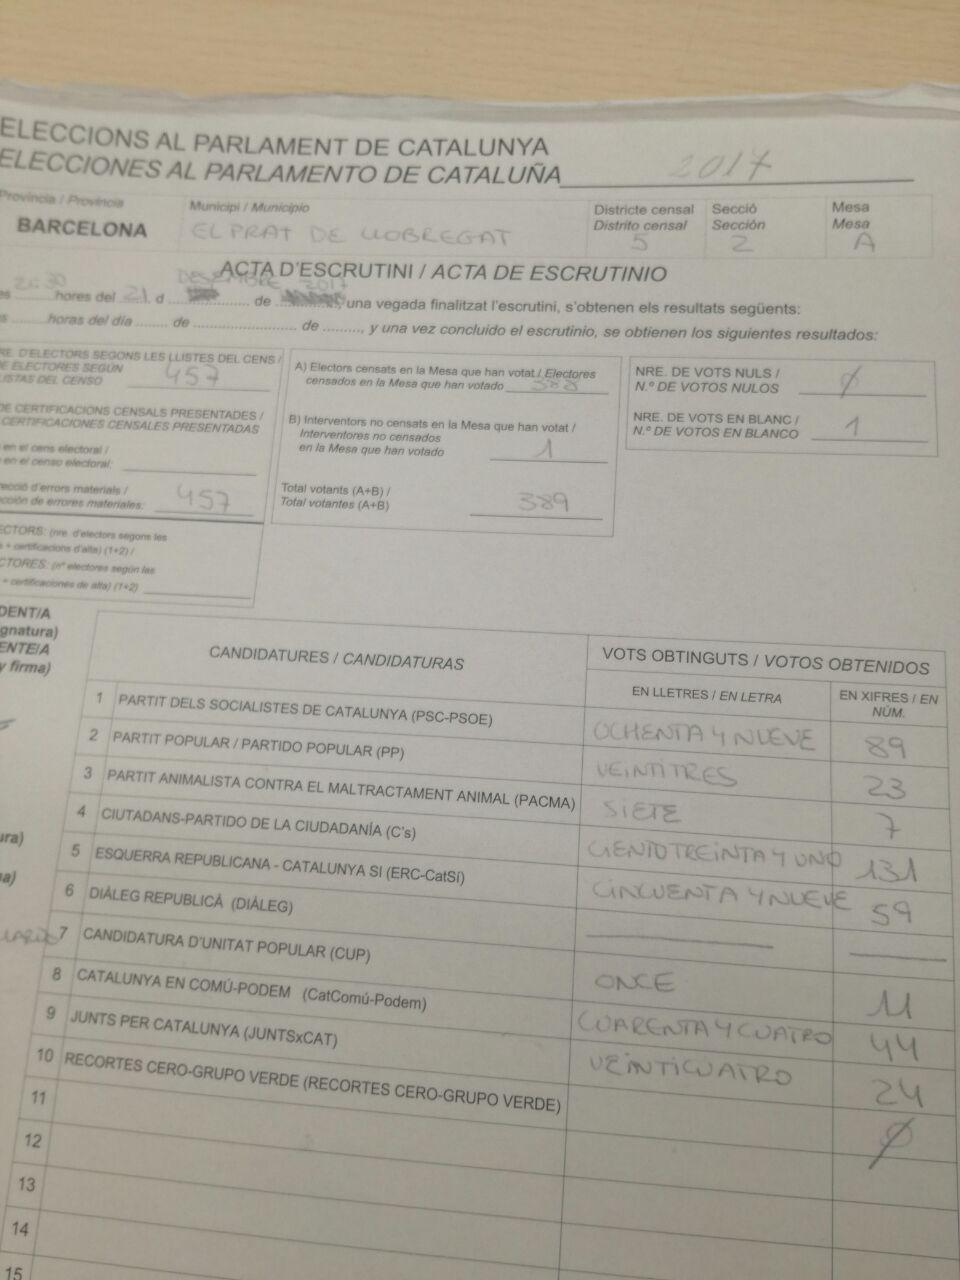 ELECCIONS AL PARLAMENT DE CATALUNYA
ELECCIONES AL PARLAMENTO DE CATALUÑA 2017
Provincia / Província
BARCELONA
Municipi / Municipio
EL PRAT DE LLOBREGAT
Districte censal
Distrito censal
5
Secció
Sección
2
Mesa
Mesa
A
ACTA D'ESCRUTINI / ACTA DE ESCRUTINIO
DESEMBRE 2017
hores del 21 d ........ de ........, una vegada finalitzat l'escrutini, s'obtenen els resultats següents:
horas del día ........ de ........................ de ........, y una vez concluido el escrutinio, se obtienen los siguientes resultados:
RE. D'ELECTORS SEGONS LES LLISTES DEL CENS /
DE ELECTORES SEGÚN
LISTAS DEL CENSO
457
DE CERTIFICACIONS CENSALS PRESENTADES /
CERTIFICACIONES CENSALES PRESENTADAS
en el cens electoral /
en el censo electoral:
recció d'errors materials /
cción de errores materiales: 457
ECTORS: (nre. d'electors segons les
+ certificacions d'alta) (1+2) /
CTORES: (nº electores según las
+ certificaciones de alta) (1+2)
A) Electors censats en la Mesa que han votat / Electores
censados en la Mesa que han votado 388
B) Interventors no censats en la Mesa que han votat /
Interventores no censados
en la Mesa que han votado 1
Total votants (A+B) /
Total votantes (A+B) 389
NRE. DE VOTS NULS /
N.º DE VOTOS NULOS Ø
NRE. DE VOTS EN BLANC /
N.º DE VOTOS EN BLANCO 1
DENT/A
ignatura)
ENTE/A
y firma)
CANDIDATURES / CANDIDATURAS
VOTS OBTINGUTS / VOTOS OBTENIDOS
EN LLETRES / EN LETRA
EN XIFRES / EN
NÚM.
1 PARTIT DELS SOCIALISTES DE CATALUNYA (PSC-PSOE) OCHENTA Y NUEVE 89
2 PARTIT POPULAR / PARTIDO POPULAR (PP) VEINTITRES 23
3 PARTIT ANIMALISTA CONTRA EL MALTRACTAMENT ANIMAL (PACMA) SIETE 7
4 CIUTADANS-PARTIDO DE LA CIUDADANÍA (C's) CIENTO TREINTA Y UNO 131
5 ESQUERRA REPUBLICANA - CATALUNYA SI (ERC-CatSí) CINCUENTA Y NUEVE 59
6 DIÀLEG REPUBLICÀ (DIÀLEG)
7 CANDIDATURA D'UNITAT POPULAR (CUP) ONCE 11
8 CATALUNYA EN COMÚ-PODEM (CatComú-Podem) CUARENTA Y CUATRO 44
9 JUNTS PER CATALUNYA (JUNTSxCAT) VEINTICUATRO 24
10 RECORTES CERO-GRUPO VERDE (RECORTES CERO-GRUPO VERDE) Ø
11
12
13
14
15